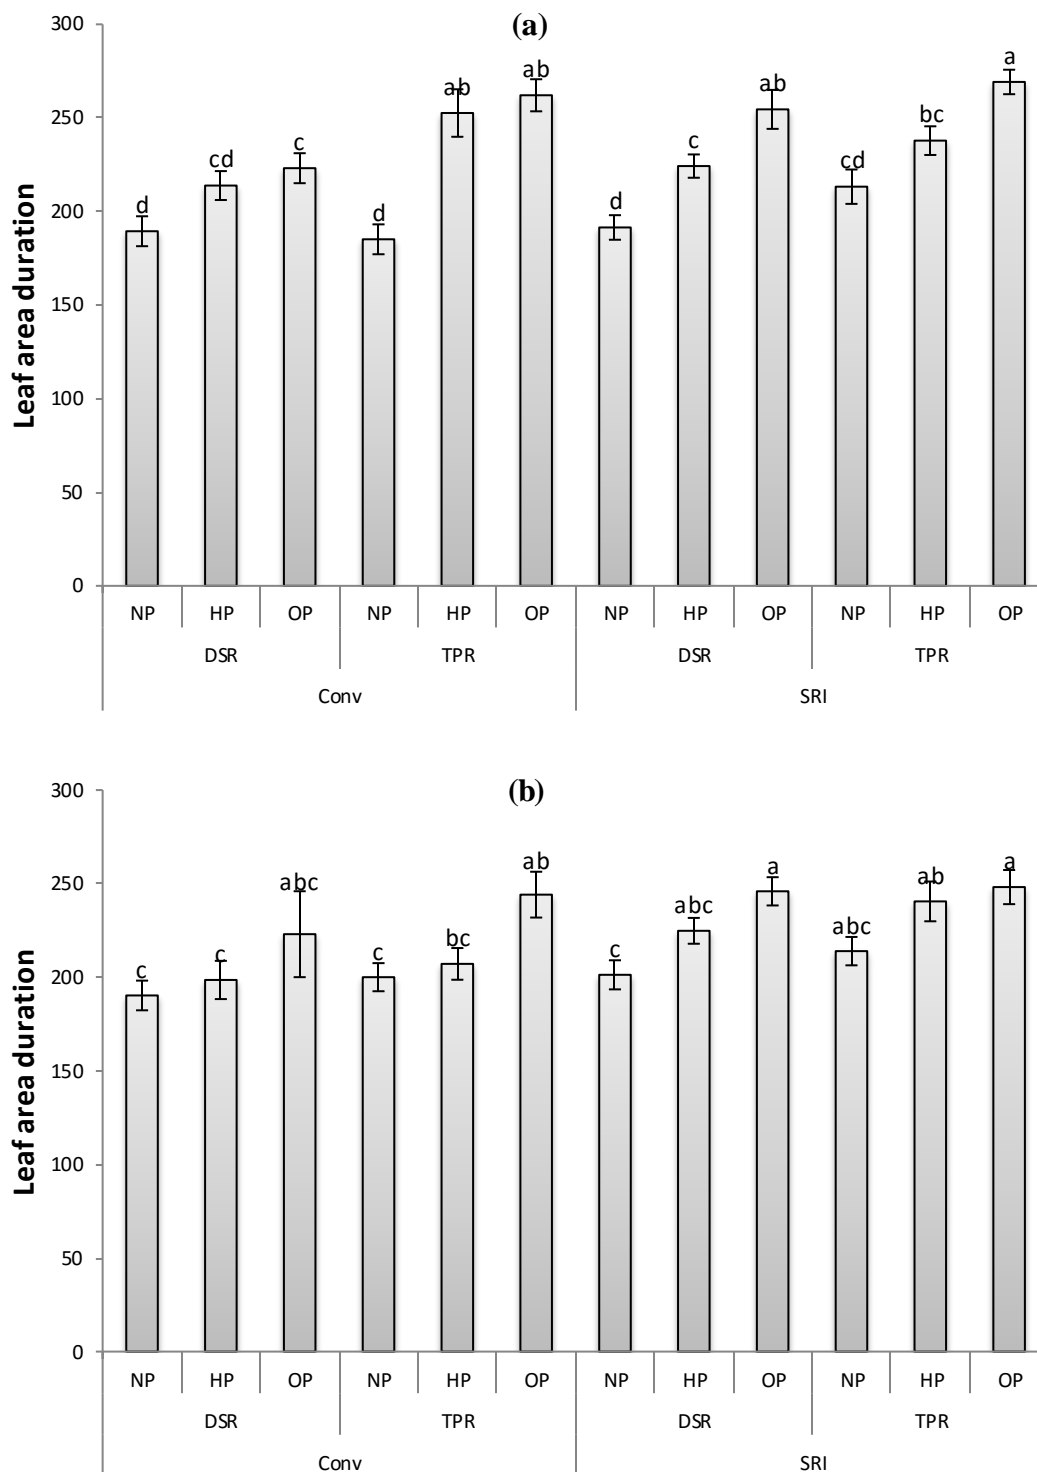 (a)
300
250
200
150
100
50
0
Leaf area duration
d cd c d ab ab d c ab cd bc a
NP HP OP NP HP OP NP HP OP NP HP OP
DSR TPR DSR TPR
Conv SRI
(b)
300
250
200
150
100
50
0
Leaf area duration
c c abc c bc ab c abc a abc ab a
NP HP OP NP HP OP NP HP OP NP HP OP
DSR TPR DSR TPR
Conv SRI